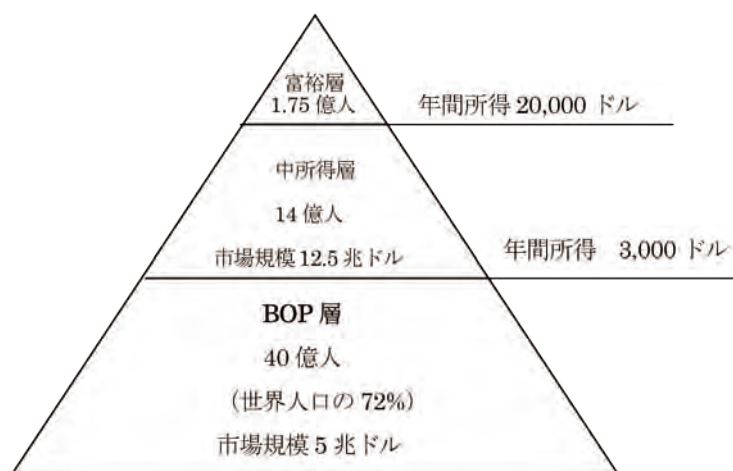 富裕層
1.75 億人
年間所得 20,000 ドル
中所得層
14 億人
市場規模 12.5 兆ドル
年間所得 3,000 ドル
BOP 層
40 億人
(世界人口の 72%)
市場規模 5 兆ドル